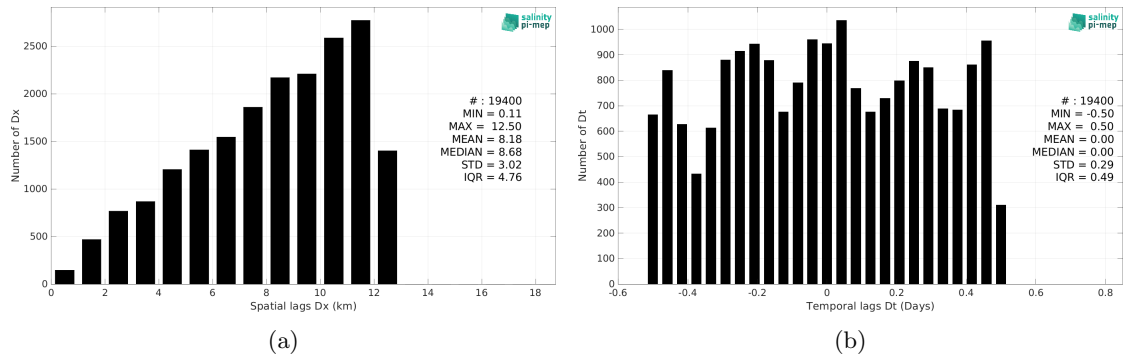 salinity
pi-mep
2500
2000
1500
1000
500
0
Number of Dx
# : 19400
MIN = 0.11
MAX = 12.50
MEAN = 8.18
MEDIAN = 8.68
STD = 3.02
IQR = 4.76
0 2 4 6 8 10 12 14 16 18
Spatial lags Dx (km)
(a)
salinity
pi-mep
1000
900
800
700
600
500
400
300
200
100
0
Number of Dt
# : 19400
MIN = -0.50
MAX = 0.50
MEAN = 0.00
MEDIAN = 0.00
STD = 0.29
IQR = 0.49
-0.6 -0.4 -0.2 0 0.2 0.4 0.6 0.8
Temporal lags Dt (Days)
(b)